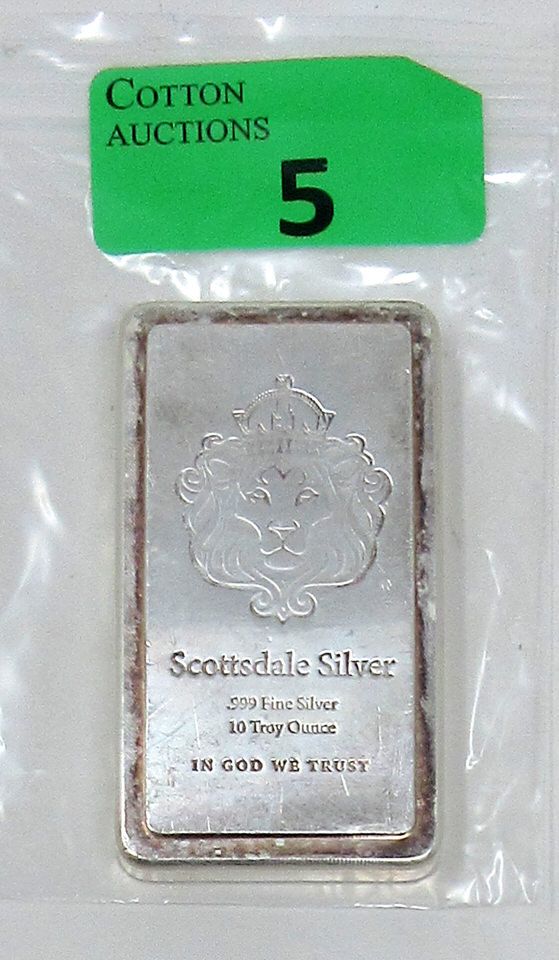 COTTON
AUCTIONS
5
Scottsdale Silver
.999 Fine Silver
10 Troy Ounce
IN GOD WE TRUST